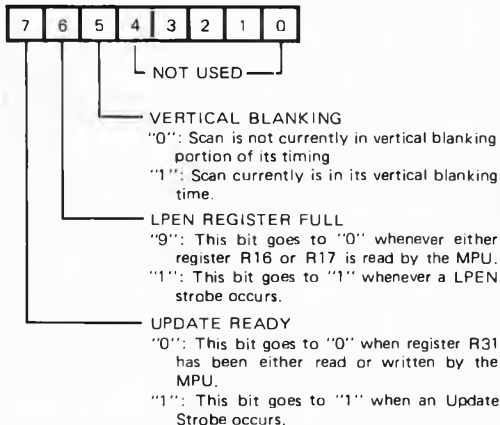 7 6 5 4 3 2 1 0
NOT USED
VERTICAL BLANKING
"0": Scan is not currently in vertical blanking
portion of its timing
"1": Scan currently is in its vertical blanking
time.
LPEN REGISTER FULL
"9": This bit goes to "0" whenever either
register R16 or R17 is read by the MPU.
"1": This bit goes to "1" whenever a LPEN
strobe occurs.
UPDATE READY
"0": This bit goes to "0" when register R31
has been either read or written by the
MPU.
"1": This bit goes to "1" when an Update
Strobe occurs.